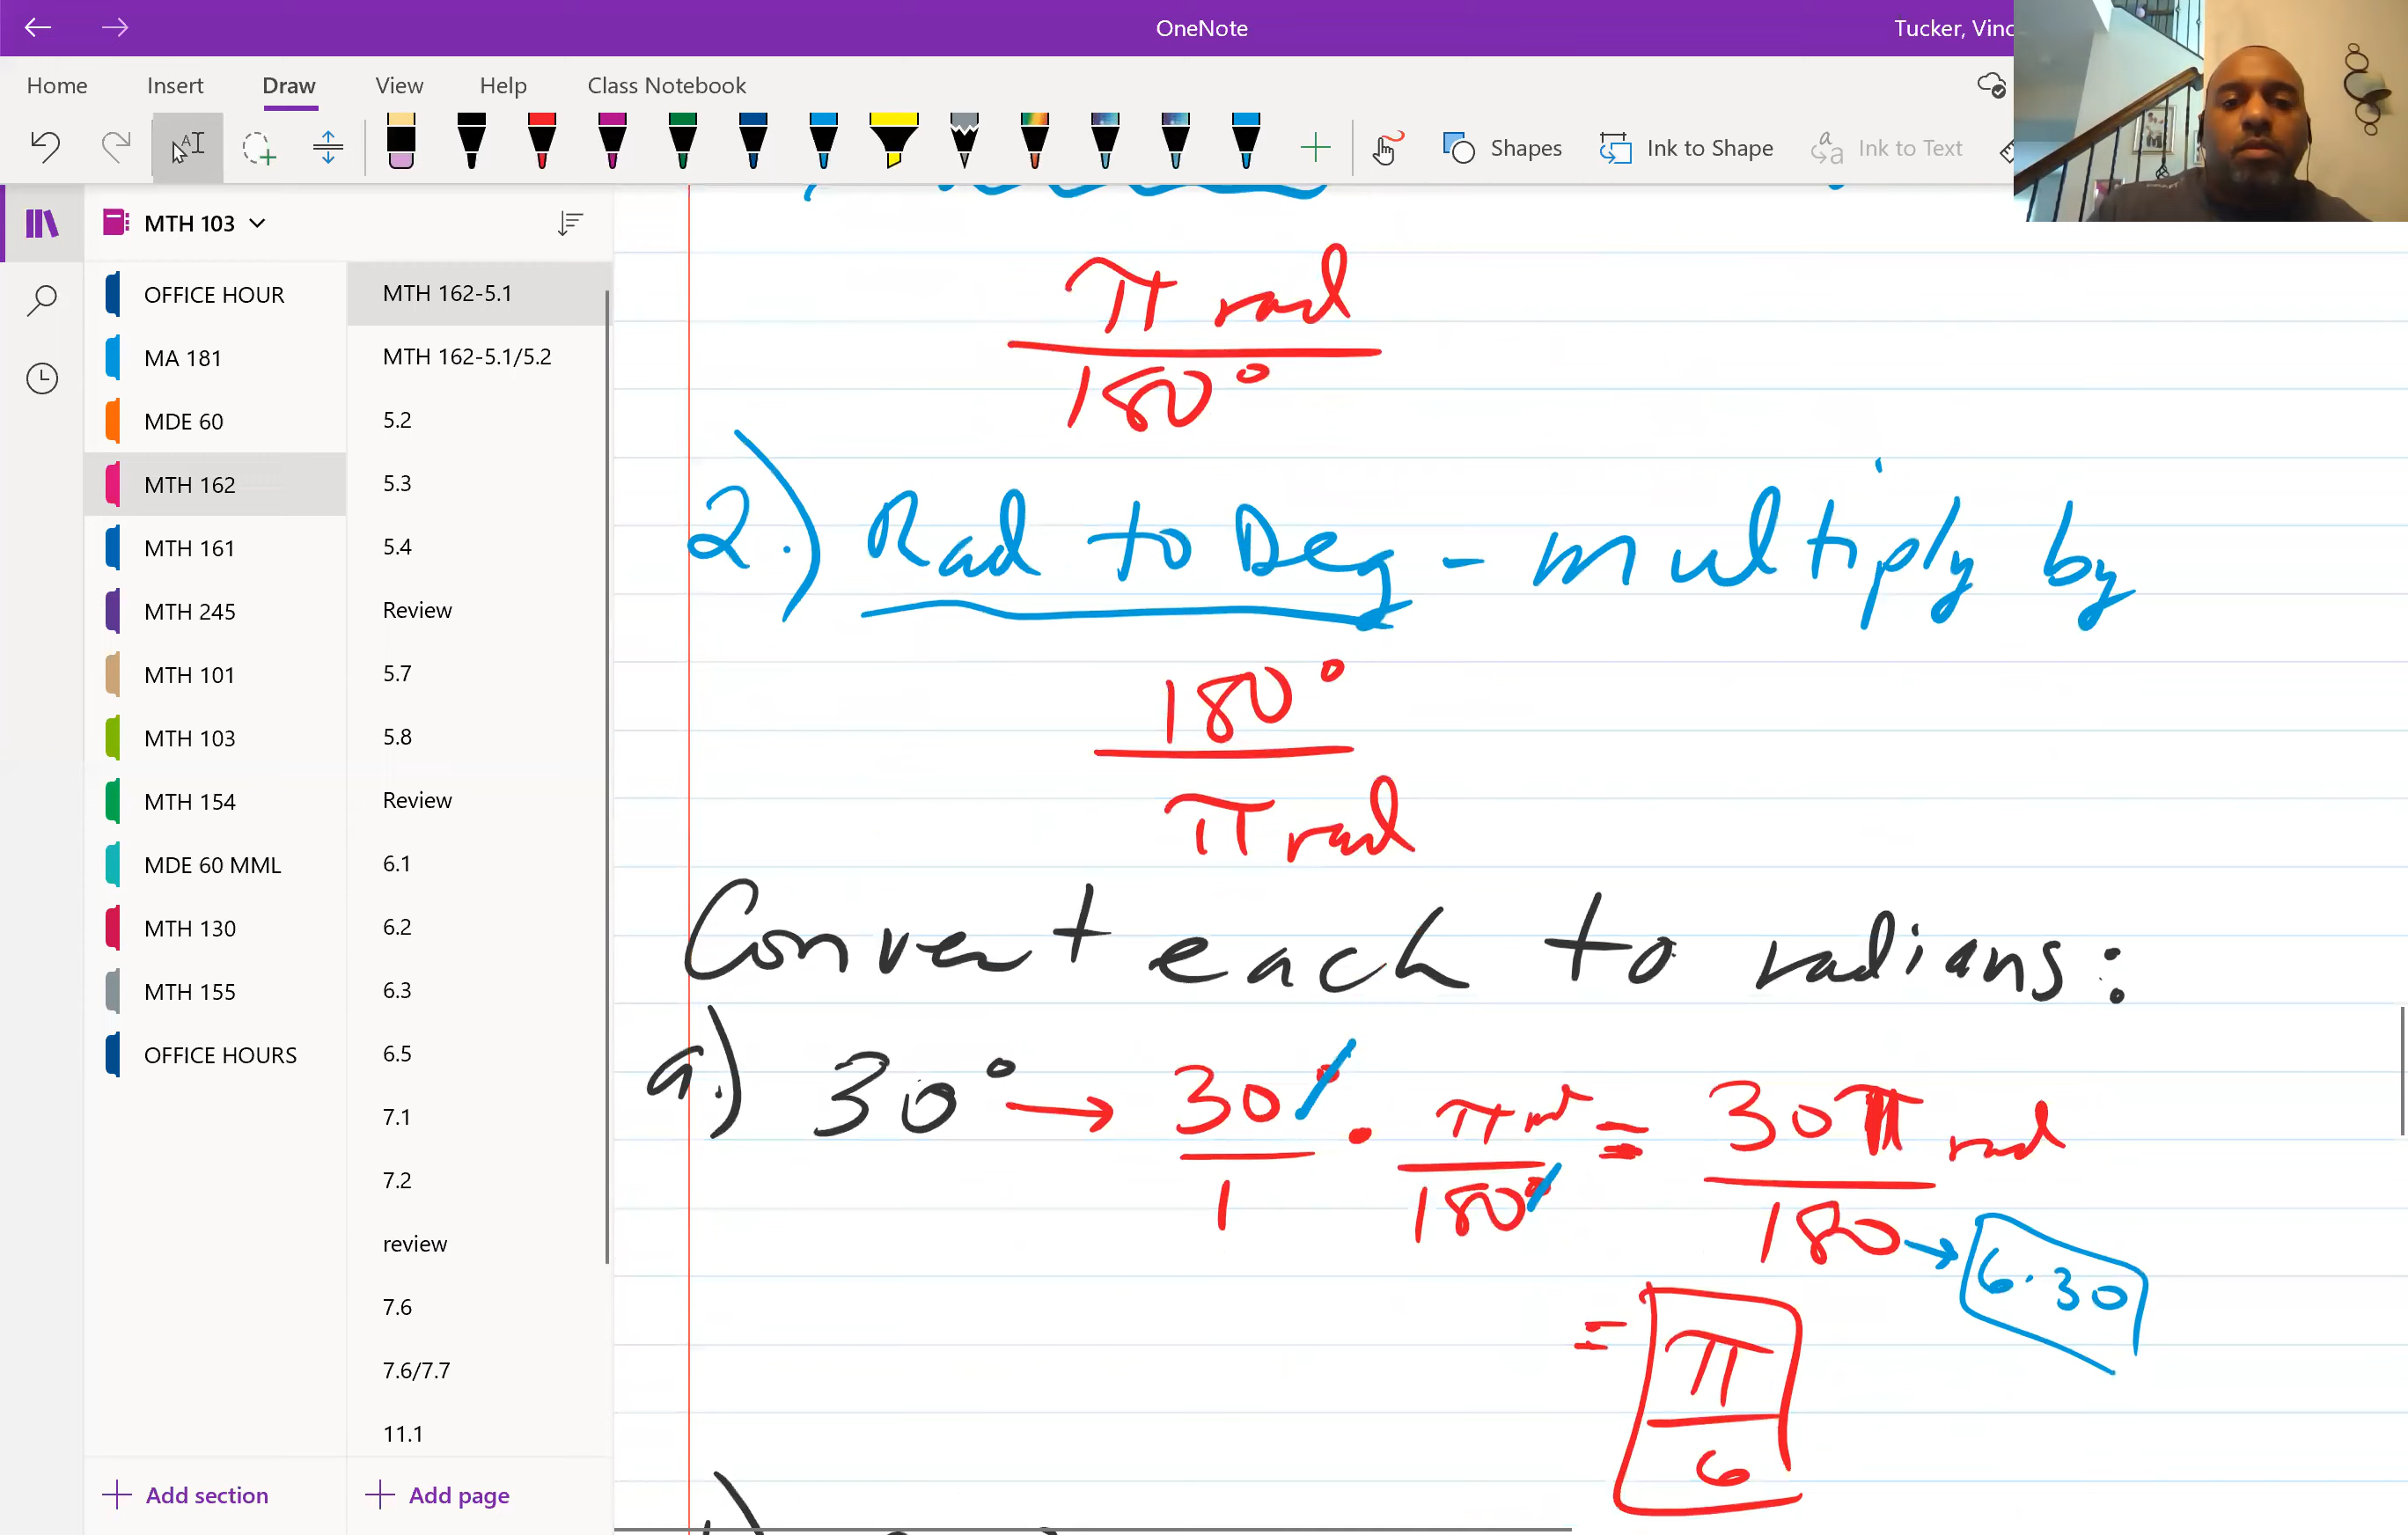 OneNote
Tucker, Vinc
Home Insert Draw View Help Class Notebook
Shapes Ink to Shape Ink to Text
MTH 103
OFFICE HOUR
MA 181
MDE 60
MTH 162
MTH 161
MTH 245
MTH 101
MTH 103
MTH 154
MDE 60 MML
MTH 130
MTH 155
OFFICE HOURS
Add section
MTH 162-5.1
MTH 162-5.1/5.2
5.2
5.3
5.4
Review
5.7
5.8
Review
6.1
6.2
6.3
6.5
7.1
7.2
review
7.6
7.6/7.7
11.1
Add page
π rad
180°
2.) Rad to Deg - multiply by
180°
π rad
Convert each to radians:
a.) 30° → 30°/1 · π rad/180° = 30π/180 rad
→ 6·30
= π/6